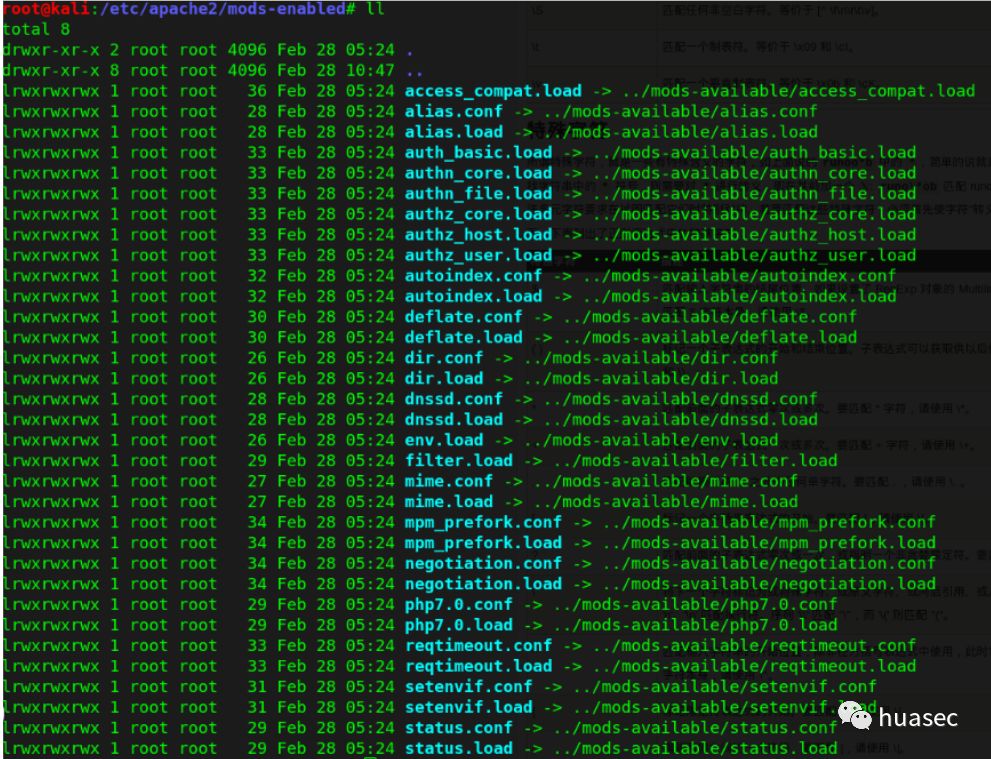 root@kali:/etc/apache2/mods-enabled# ll
total 8
drwxr-xr-x 2 root root 4096 Feb 28 05:24 .
drwxr-xr-x 8 root root 4096 Feb 28 10:47 ..
lrwxrwxrwx 1 root root   36 Feb 28 05:24 access_compat.load -> ../mods-available/access_compat.load
lrwxrwxrwx 1 root root   28 Feb 28 05:24 alias.conf -> ../mods-available/alias.conf
lrwxrwxrwx 1 root root   28 Feb 28 05:24 alias.load -> ../mods-available/alias.load
lrwxrwxrwx 1 root root   33 Feb 28 05:24 auth_basic.load -> ../mods-available/auth_basic.load
lrwxrwxrwx 1 root root   33 Feb 28 05:24 authn_core.load -> ../mods-available/authn_core.load
lrwxrwxrwx 1 root root   33 Feb 28 05:24 authn_file.load -> ../mods-available/authn_file.load
lrwxrwxrwx 1 root root   33 Feb 28 05:24 authz_core.load -> ../mods-available/authz_core.load
lrwxrwxrwx 1 root root   33 Feb 28 05:24 authz_host.load -> ../mods-available/authz_host.load
lrwxrwxrwx 1 root root   33 Feb 28 05:24 authz_user.load -> ../mods-available/authz_user.load
lrwxrwxrwx 1 root root   32 Feb 28 05:24 autoindex.conf -> ../mods-available/autoindex.conf
lrwxrwxrwx 1 root root   32 Feb 28 05:24 autoindex.load -> ../mods-available/autoindex.load
lrwxrwxrwx 1 root root   30 Feb 28 05:24 deflate.conf -> ../mods-available/deflate.conf
lrwxrwxrwx 1 root root   30 Feb 28 05:24 deflate.load -> ../mods-available/deflate.load
lrwxrwxrwx 1 root root   26 Feb 28 05:24 dir.conf -> ../mods-available/dir.conf
lrwxrwxrwx 1 root root   26 Feb 28 05:24 dir.load -> ../mods-available/dir.load
lrwxrwxrwx 1 root root   28 Feb 28 05:24 dnssd.conf -> ../mods-available/dnssd.conf
lrwxrwxrwx 1 root root   28 Feb 28 05:24 dnssd.load -> ../mods-available/dnssd.load
lrwxrwxrwx 1 root root   26 Feb 28 05:24 env.load -> ../mods-available/env.load
lrwxrwxrwx 1 root root   29 Feb 28 05:24 filter.load -> ../mods-available/filter.load
lrwxrwxrwx 1 root root   27 Feb 28 05:24 mime.conf -> ../mods-available/mime.conf
lrwxrwxrwx 1 root root   27 Feb 28 05:24 mime.load -> ../mods-available/mime.load
lrwxrwxrwx 1 root root   34 Feb 28 05:24 mpm_prefork.conf -> ../mods-available/mpm_prefork.conf
lrwxrwxrwx 1 root root   34 Feb 28 05:24 mpm_prefork.load -> ../mods-available/mpm_prefork.load
lrwxrwxrwx 1 root root   34 Feb 28 05:24 negotiation.conf -> ../mods-available/negotiation.conf
lrwxrwxrwx 1 root root   34 Feb 28 05:24 negotiation.load -> ../mods-available/negotiation.load
lrwxrwxrwx 1 root root   29 Feb 28 05:24 php7.0.conf -> ../mods-available/php7.0.conf
lrwxrwxrwx 1 root root   29 Feb 28 05:24 php7.0.load -> ../mods-available/php7.0.load
lrwxrwxrwx 1 root root   33 Feb 28 05:24 reqtimeout.conf -> ../mods-available/reqtimeout.conf
lrwxrwxrwx 1 root root   33 Feb 28 05:24 reqtimeout.load -> ../mods-available/reqtimeout.load
lrwxrwxrwx 1 root root   31 Feb 28 05:24 setenvif.conf -> ../mods-available/setenvif.conf
lrwxrwxrwx 1 root root   31 Feb 28 05:24 setenvif.load -> ../mods-available/setenvif.load
huasec
lrwxrwxrwx 1 root root   29 Feb 28 05:24 status.conf -> ../mods-available/status.conf
lrwxrwxrwx 1 root root   29 Feb 28 05:24 status.load -> ../mods-available/status.load